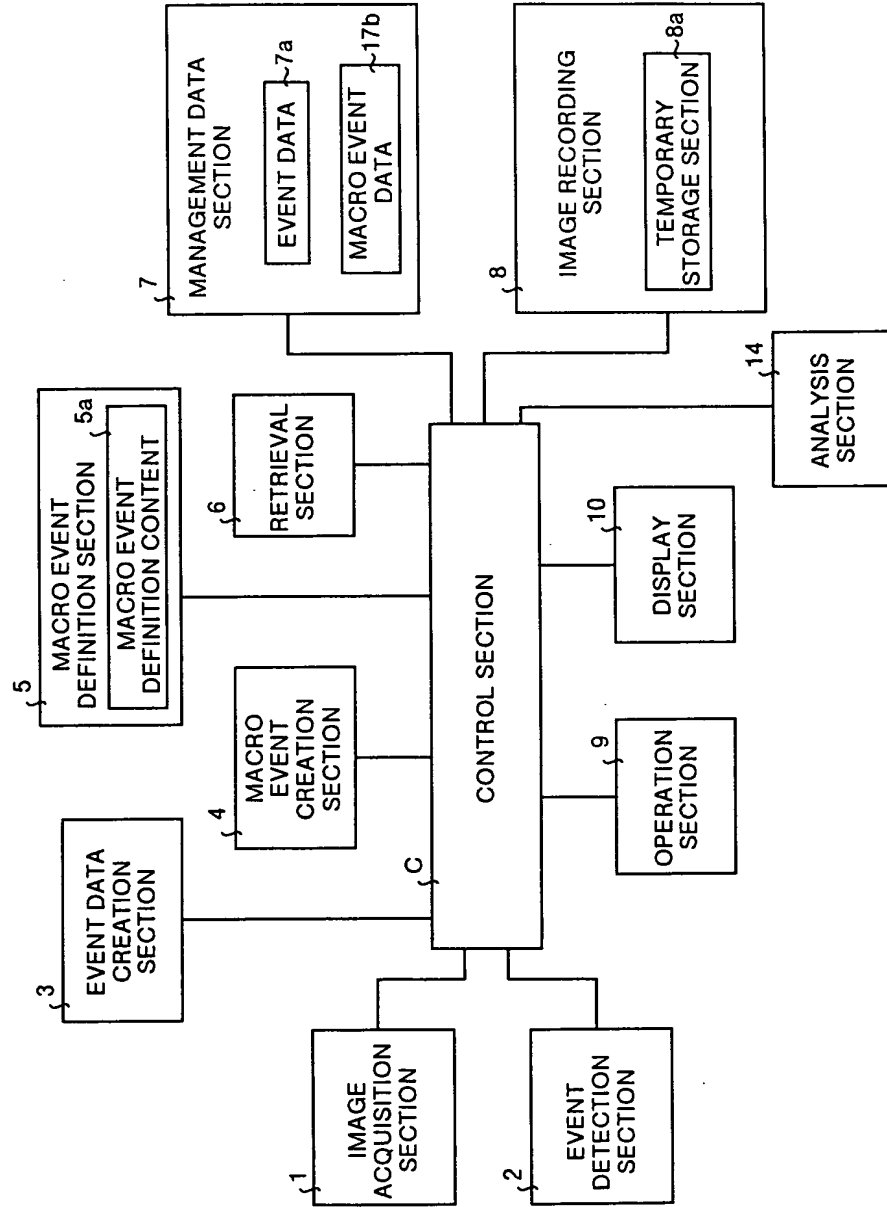 3
EVENT DATA
CREATION
SECTION
5
MACRO EVENT
DEFINITION SECTION
5a
MACRO EVENT
DEFINITION CONTENT
7
MANAGEMENT DATA
SECTION
EVENT DATA
7a
MACRO EVENT
DATA
17b
4
MACRO
EVENT
CREATION
SECTION
6
RETRIEVAL
SECTION
1
IMAGE
ACQUISITION
SECTION
C
CONTROL SECTION
8
IMAGE RECORDING
SECTION
TEMPORARY
STORAGE SECTION
8a
2
EVENT
DETECTION
SECTION
9
OPERATION
SECTION
10
DISPLAY
SECTION
14
ANALYSIS
SECTION